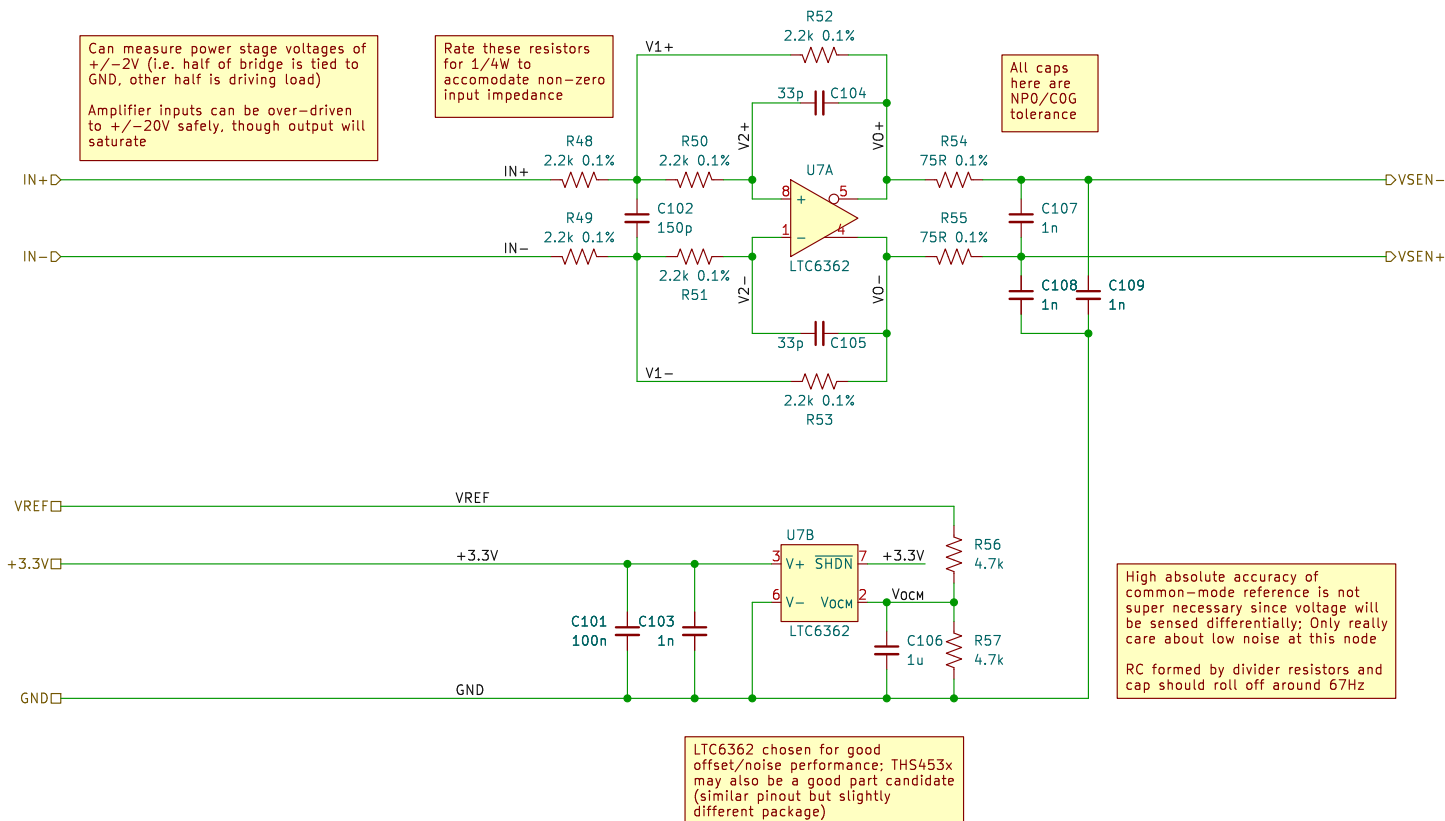 Can measure power stage voltages of
+/-2V (i.e. half of bridge is tied to
GND, other half is driving load)
Amplifier inputs can be over-driven
to +/-20V safely, though output will
saturate
Rate these resistors
for 1/4W to
accomodate non-zero
input impedance
All caps
here are
NP0/C0G
tolerance
R52
2.2k 0.1%
V1+
33p C104
V2+
VO+
R48
2.2k 0.1%
R50
2.2k 0.1%
U7A
R54
75R 0.1%
IN+
IN+
VSEN-
8
+
5
C102
150p
C107
1n
R49
2.2k 0.1%
1
-
4
R55
75R 0.1%
IN-
IN-
VSEN+
LTC6362
2.2k 0.1%
R51
V2-
VO-
C108
1n
C109
1n
33p C105
V1-
2.2k 0.1%
R53
VREF
VREF
U7B
R56
4.7k
+3.3V
+3.3V
3
V+
SHDN
7
+3.3V
6
V-
VOCM
2
VOCM
LTC6362
C101
100n
C103
1n
C106
1u
R57
4.7k
GND
GND
High absolute accuracy of
common-mode reference is not
super necessary since voltage will
be sensed differentially; Only really
care about low noise at this node
RC formed by divider resistors and
cap should roll off around 67Hz
LTC6362 chosen for good
offset/noise performance; THS453x
may also be a good part candidate
(similar pinout but slightly
different package)